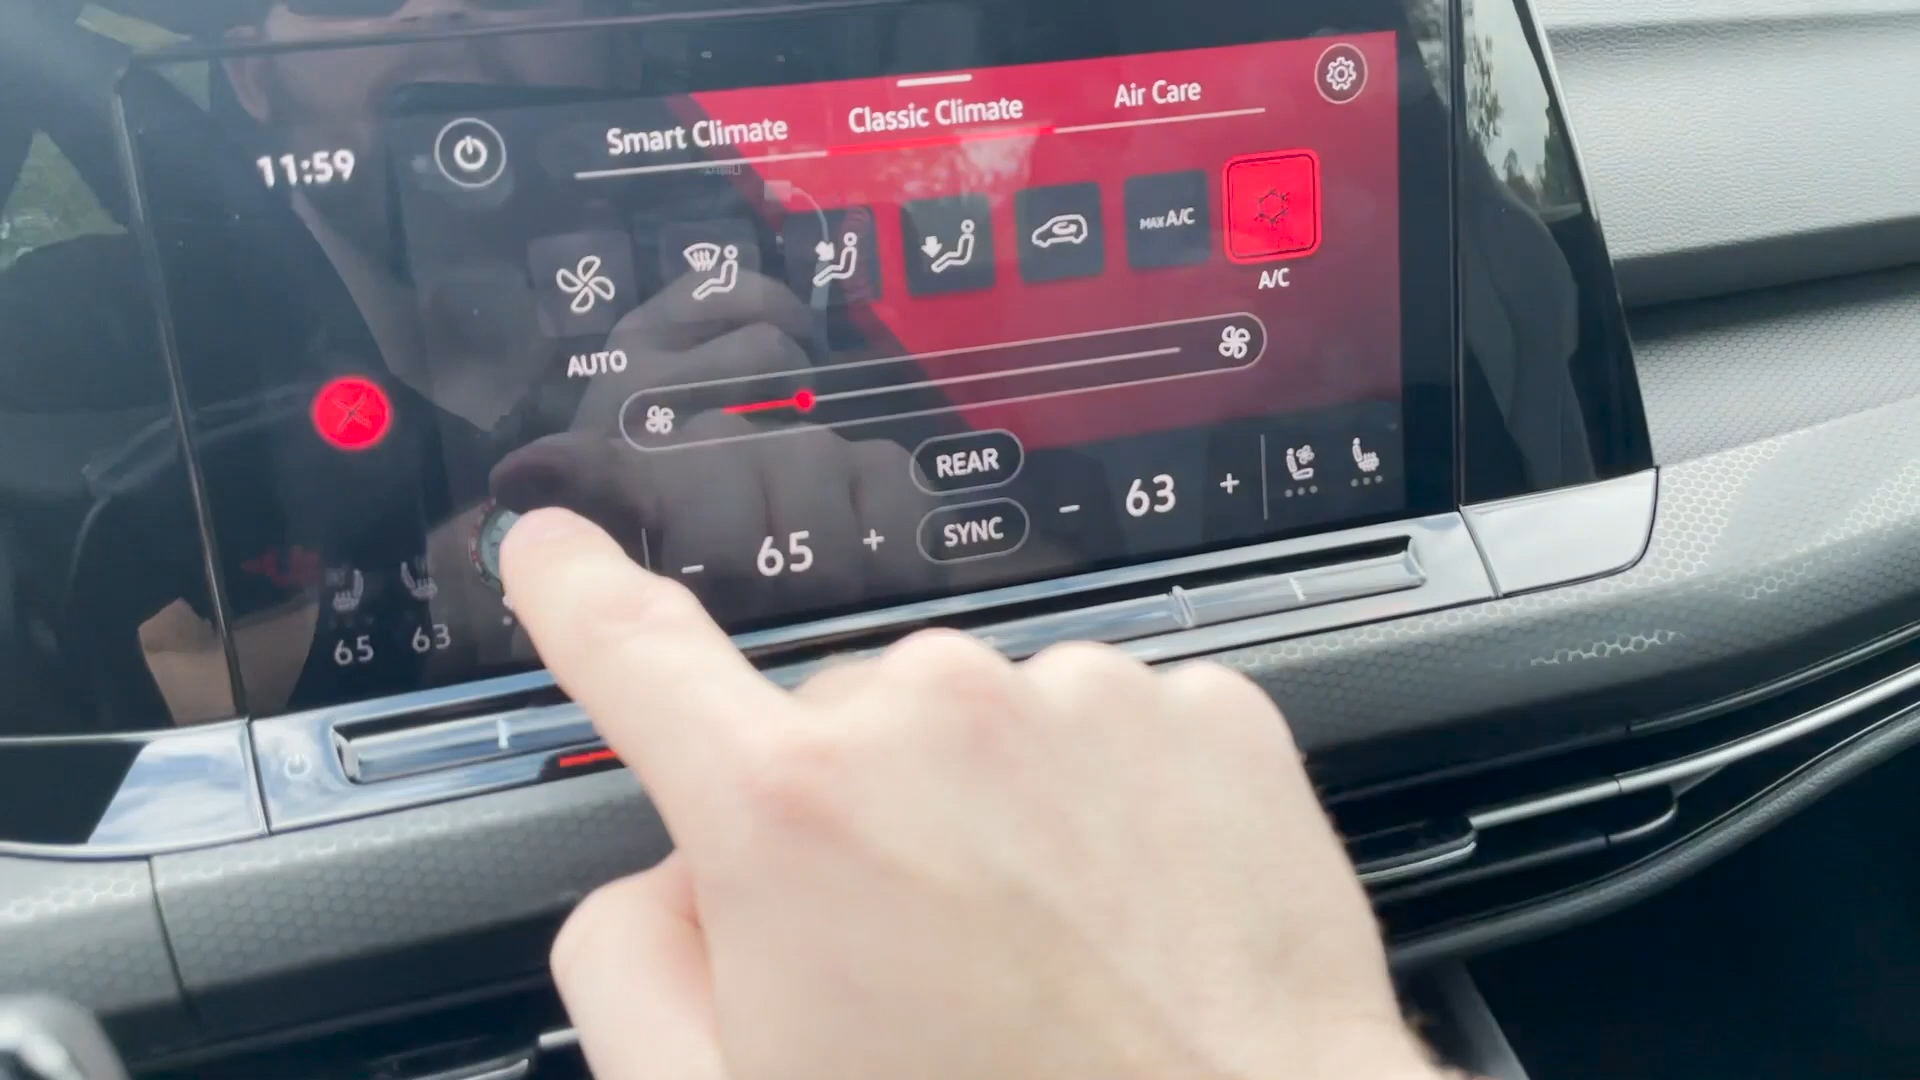 11:59
Smart Climate
Classic Climate
Air Care
MAX A/C
A/C
AUTO
REAR
SYNC
- 65 +
- 63 +
65 63